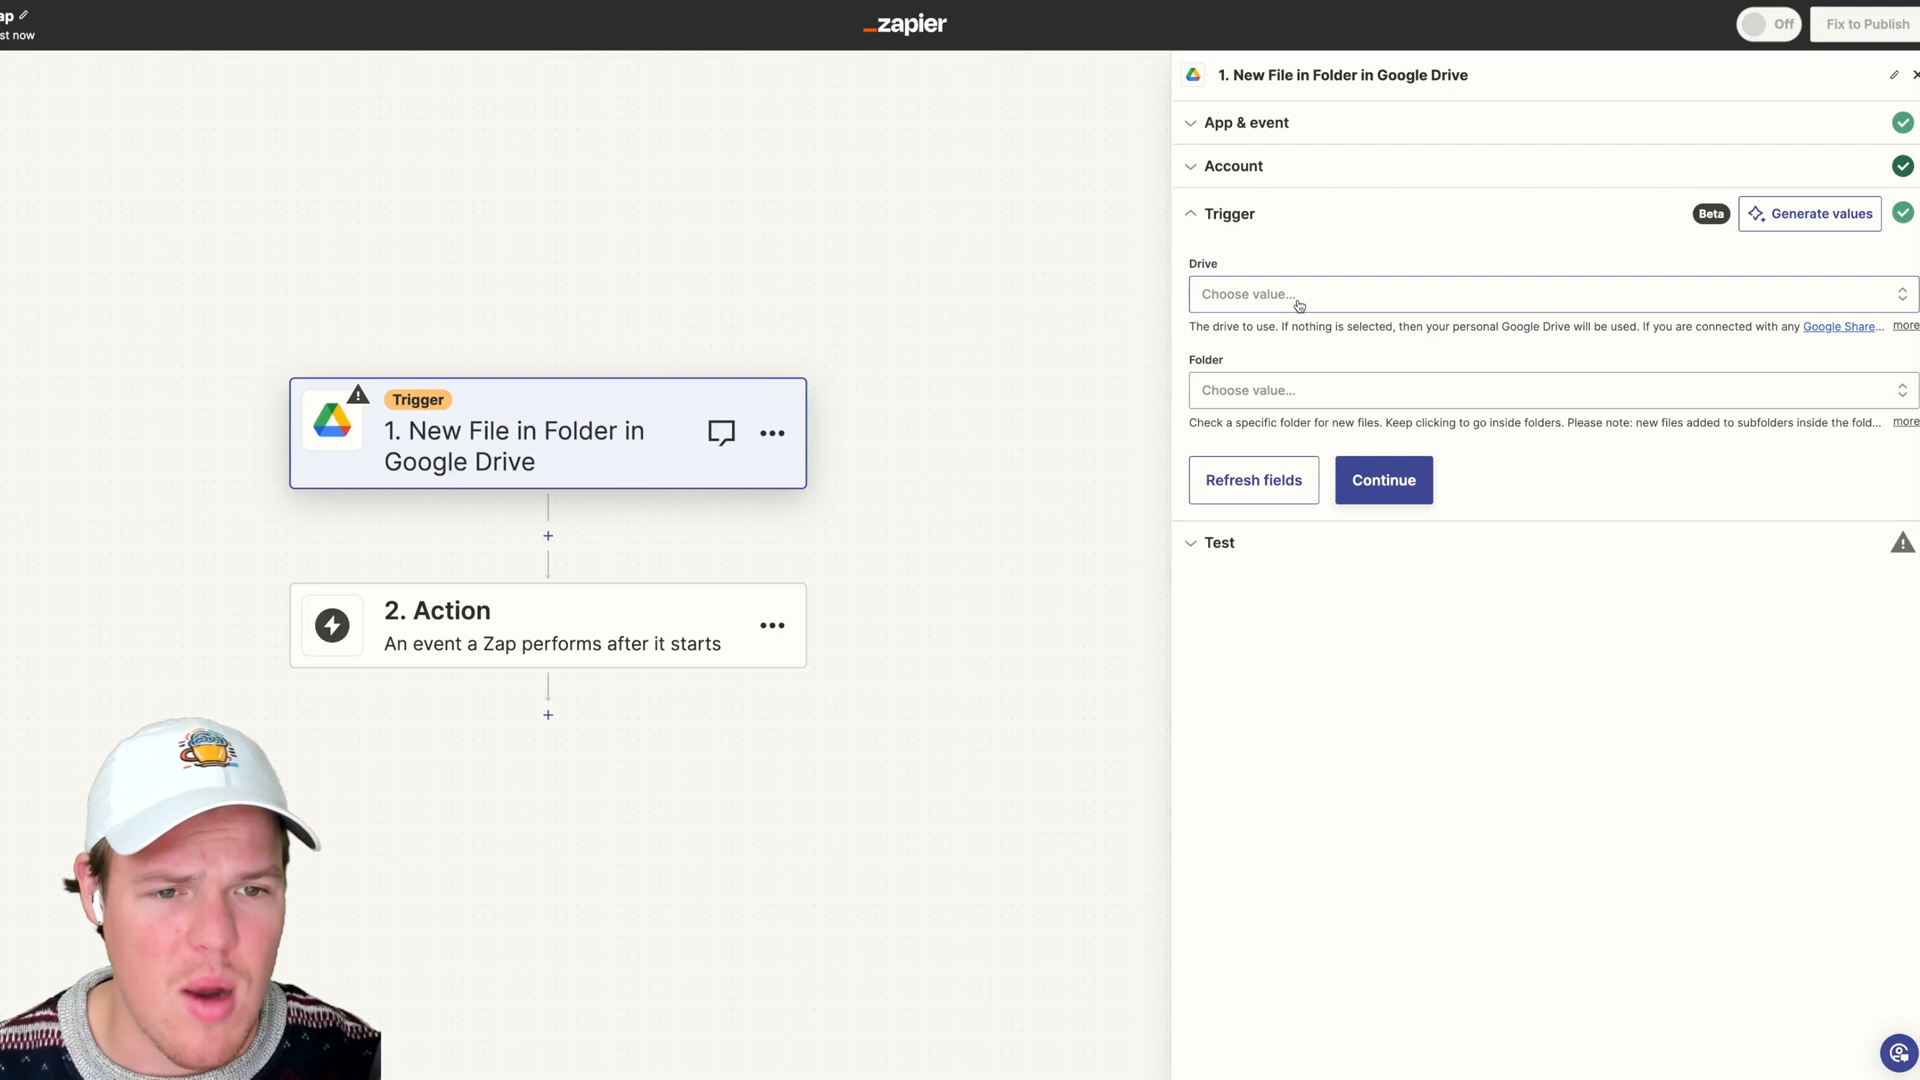 ap
st now
zapier
Off
Fix to Publish
1. New File in Folder in Google Drive
App & event
Account
Trigger
Beta
Generate values
Drive
Choose value...
The drive to use. If nothing is selected, then your personal Google Drive will be used. If you are connected with any Google Share... more
Folder
Choose value...
Check a specific folder for new files. Keep clicking to go inside folders. Please note: new files added to subfolders inside the fold... more
Refresh fields
Continue
Test
Trigger
1. New File in Folder in
Google Drive
2. Action
An event a Zap performs after it starts